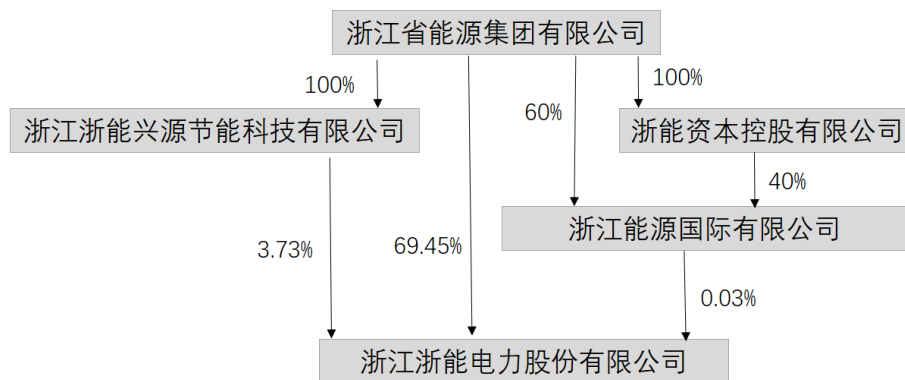 浙江省能源集团有限公司
100%
100%
60%
浙江浙能兴源节能科技有限公司
浙能资本控股有限公司
40%
浙江能源国际有限公司
3.73%
69.45%
0.03%
浙江浙能电力股份有限公司